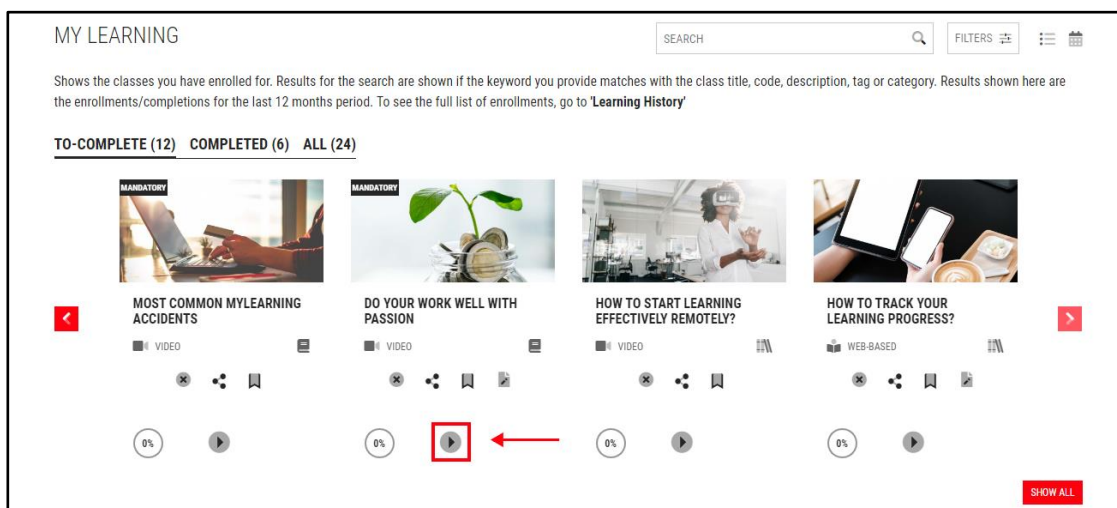 MY LEARNING
SEARCH
FILTERS
Shows the classes you have enrolled for. Results for the search are shown if the keyword you provide matches with the class title, code, description, tag or category. Results shown here are
the enrollments/completions for the last 12 months period. To see the full list of enrollments, go to 'Learning History'
TO-COMPLETE (12) COMPLETED (6) ALL (24)
MANDATORY
MANDATORY
MOST COMMON MYLEARNING
ACCIDENTS
VIDEO
DO YOUR WORK WELL WITH
PASSION
VIDEO
HOW TO START LEARNING
EFFECTIVELY REMOTELY?
VIDEO
HOW TO TRACK YOUR
LEARNING PROGRESS?
WEB-BASED
0%
0%
0%
0%
SHOW ALL